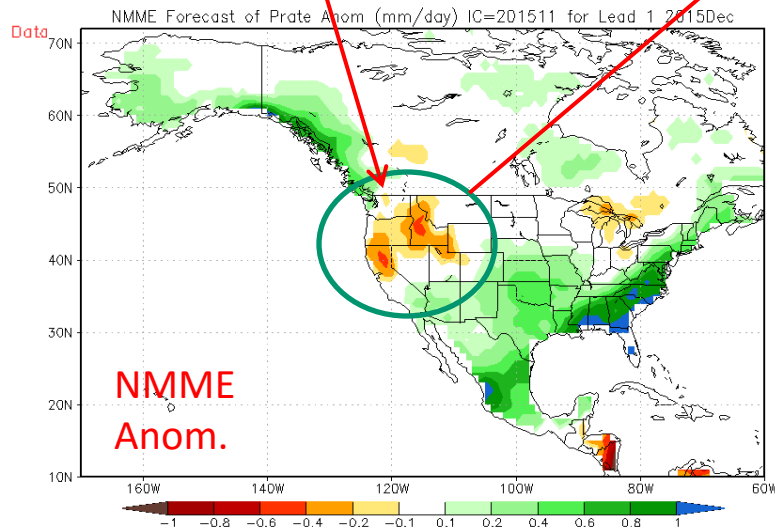 NMME Forecast of Prate Anom (mm/day) IC=201511 for Lead 1 2015Dec
Data
70N
60N
50N
40N
30N
20N
10N
NMME
Anom.
160W 140W 120W 100W 80W 60W
-1 -0.8 -0.6 -0.4 -0.2 -0.1 0.1 0.2 0.4 0.6 0.8